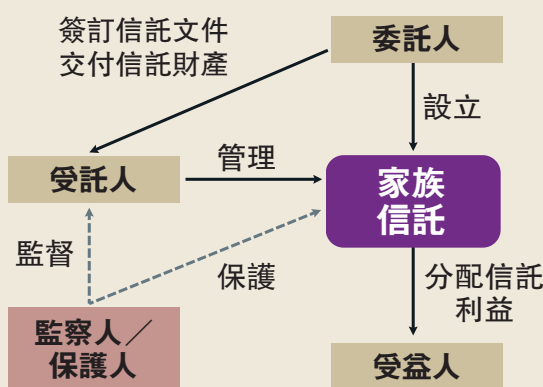 簽訂信託文件
交付信託財產
委託人
設立
受託人
管理
家族
信託
監督
保護
分配信託
利益
監察人／
保護人
受益人